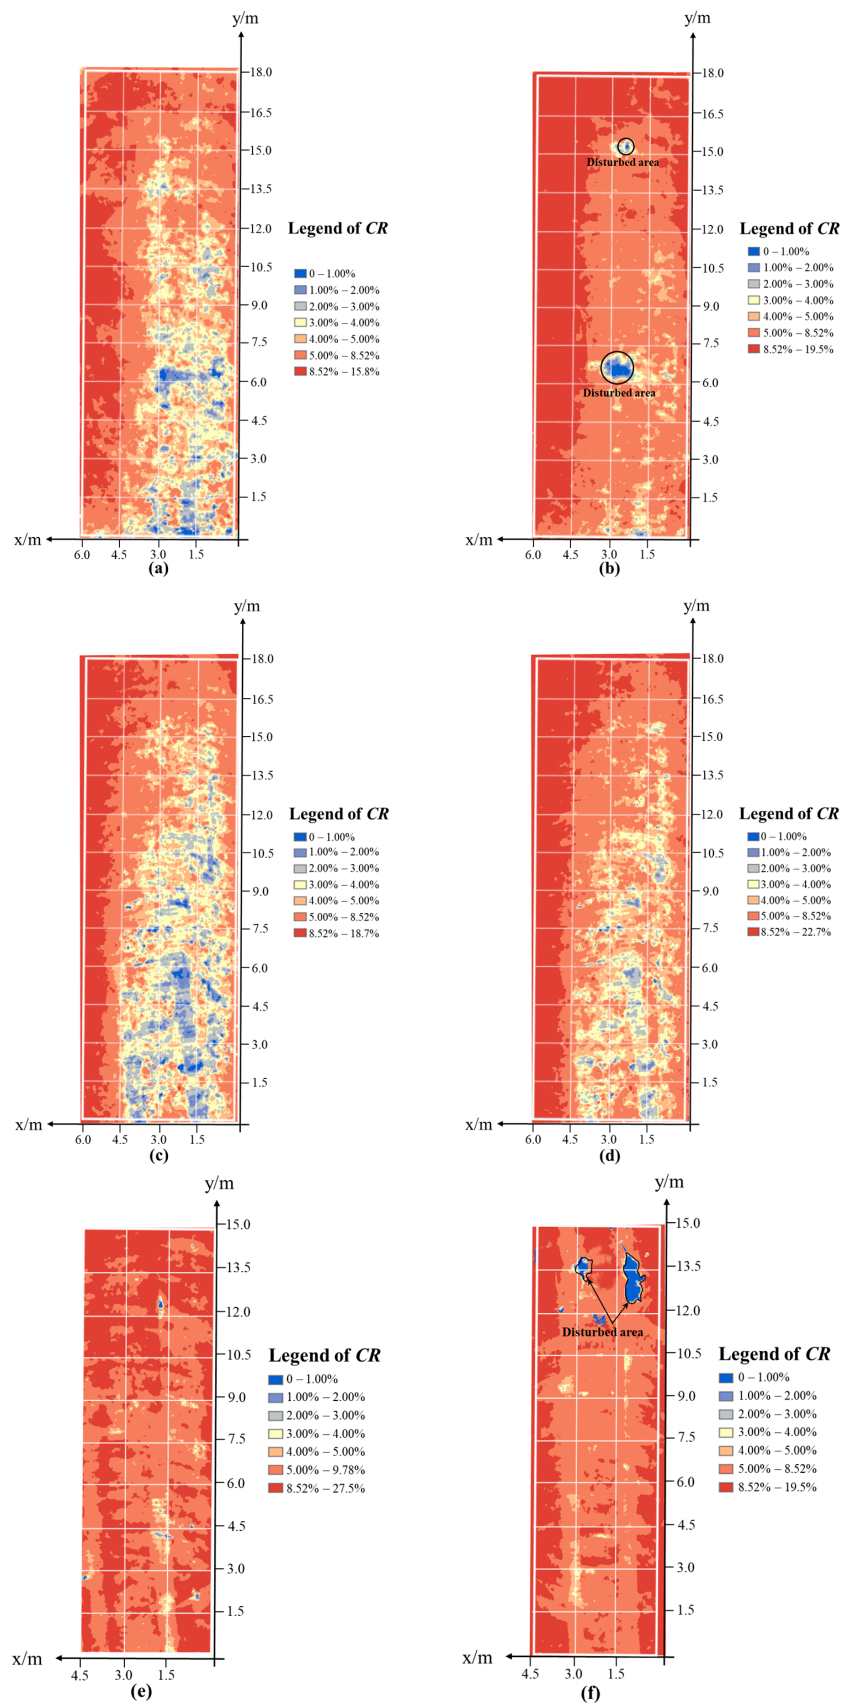 y/m
18.0
16.5
15.0
13.5
12.0
10.5
9.0
7.5
6.0
4.5
3.0
1.5
Legend of CR
0 – 1.00%
1.00% – 2.00%
2.00% – 3.00%
3.00% – 4.00%
4.00% – 5.00%
5.00% – 8.52%
8.52% – 15.8%
x/m
6.0 4.5 3.0 1.5
(a)
y/m
18.0
16.5
15.0
13.5
12.0
10.5
9.0
7.5
6.0
4.5
3.0
1.5
Disturbed area
Disturbed area
Legend of CR
0 – 1.00%
1.00% – 2.00%
2.00% – 3.00%
3.00% – 4.00%
4.00% – 5.00%
5.00% – 8.52%
8.52% – 19.5%
x/m
6.0 4.5 3.0 1.5
(b)
y/m
18.0
16.5
15.0
13.5
12.0
10.5
9.0
7.5
6.0
4.5
3.0
1.5
Legend of CR
0 – 1.00%
1.00% – 2.00%
2.00% – 3.00%
3.00% – 4.00%
4.00% – 5.00%
5.00% – 8.52%
8.52% – 18.7%
x/m
6.0 4.5 3.0 1.5
(c)
y/m
18.0
16.5
15.0
13.5
12.0
10.5
9.0
7.5
6.0
4.5
3.0
1.5
Legend of CR
0 – 1.00%
1.00% – 2.00%
2.00% – 3.00%
3.00% – 4.00%
4.00% – 5.00%
5.00% – 8.52%
8.52% – 22.7%
x/m
6.0 4.5 3.0 1.5
(d)
y/m
15.0
13.5
12.0
10.5
9.0
7.5
6.0
4.5
3.0
1.5
Legend of CR
0 – 1.00%
1.00% – 2.00%
2.00% – 3.00%
3.00% – 4.00%
4.00% – 5.00%
5.00% – 9.78%
8.52% – 27.5%
x/m
4.5 3.0 1.5
(e)
y/m
15.0
13.5
12.0
10.5
9.0
7.5
6.0
4.5
3.0
1.5
Disturbed area
Legend of CR
0 – 1.00%
1.00% – 2.00%
2.00% – 3.00%
3.00% – 4.00%
4.00% – 5.00%
5.00% – 8.52%
8.52% – 19.5%
x/m
4.5 3.0 1.5
(f)